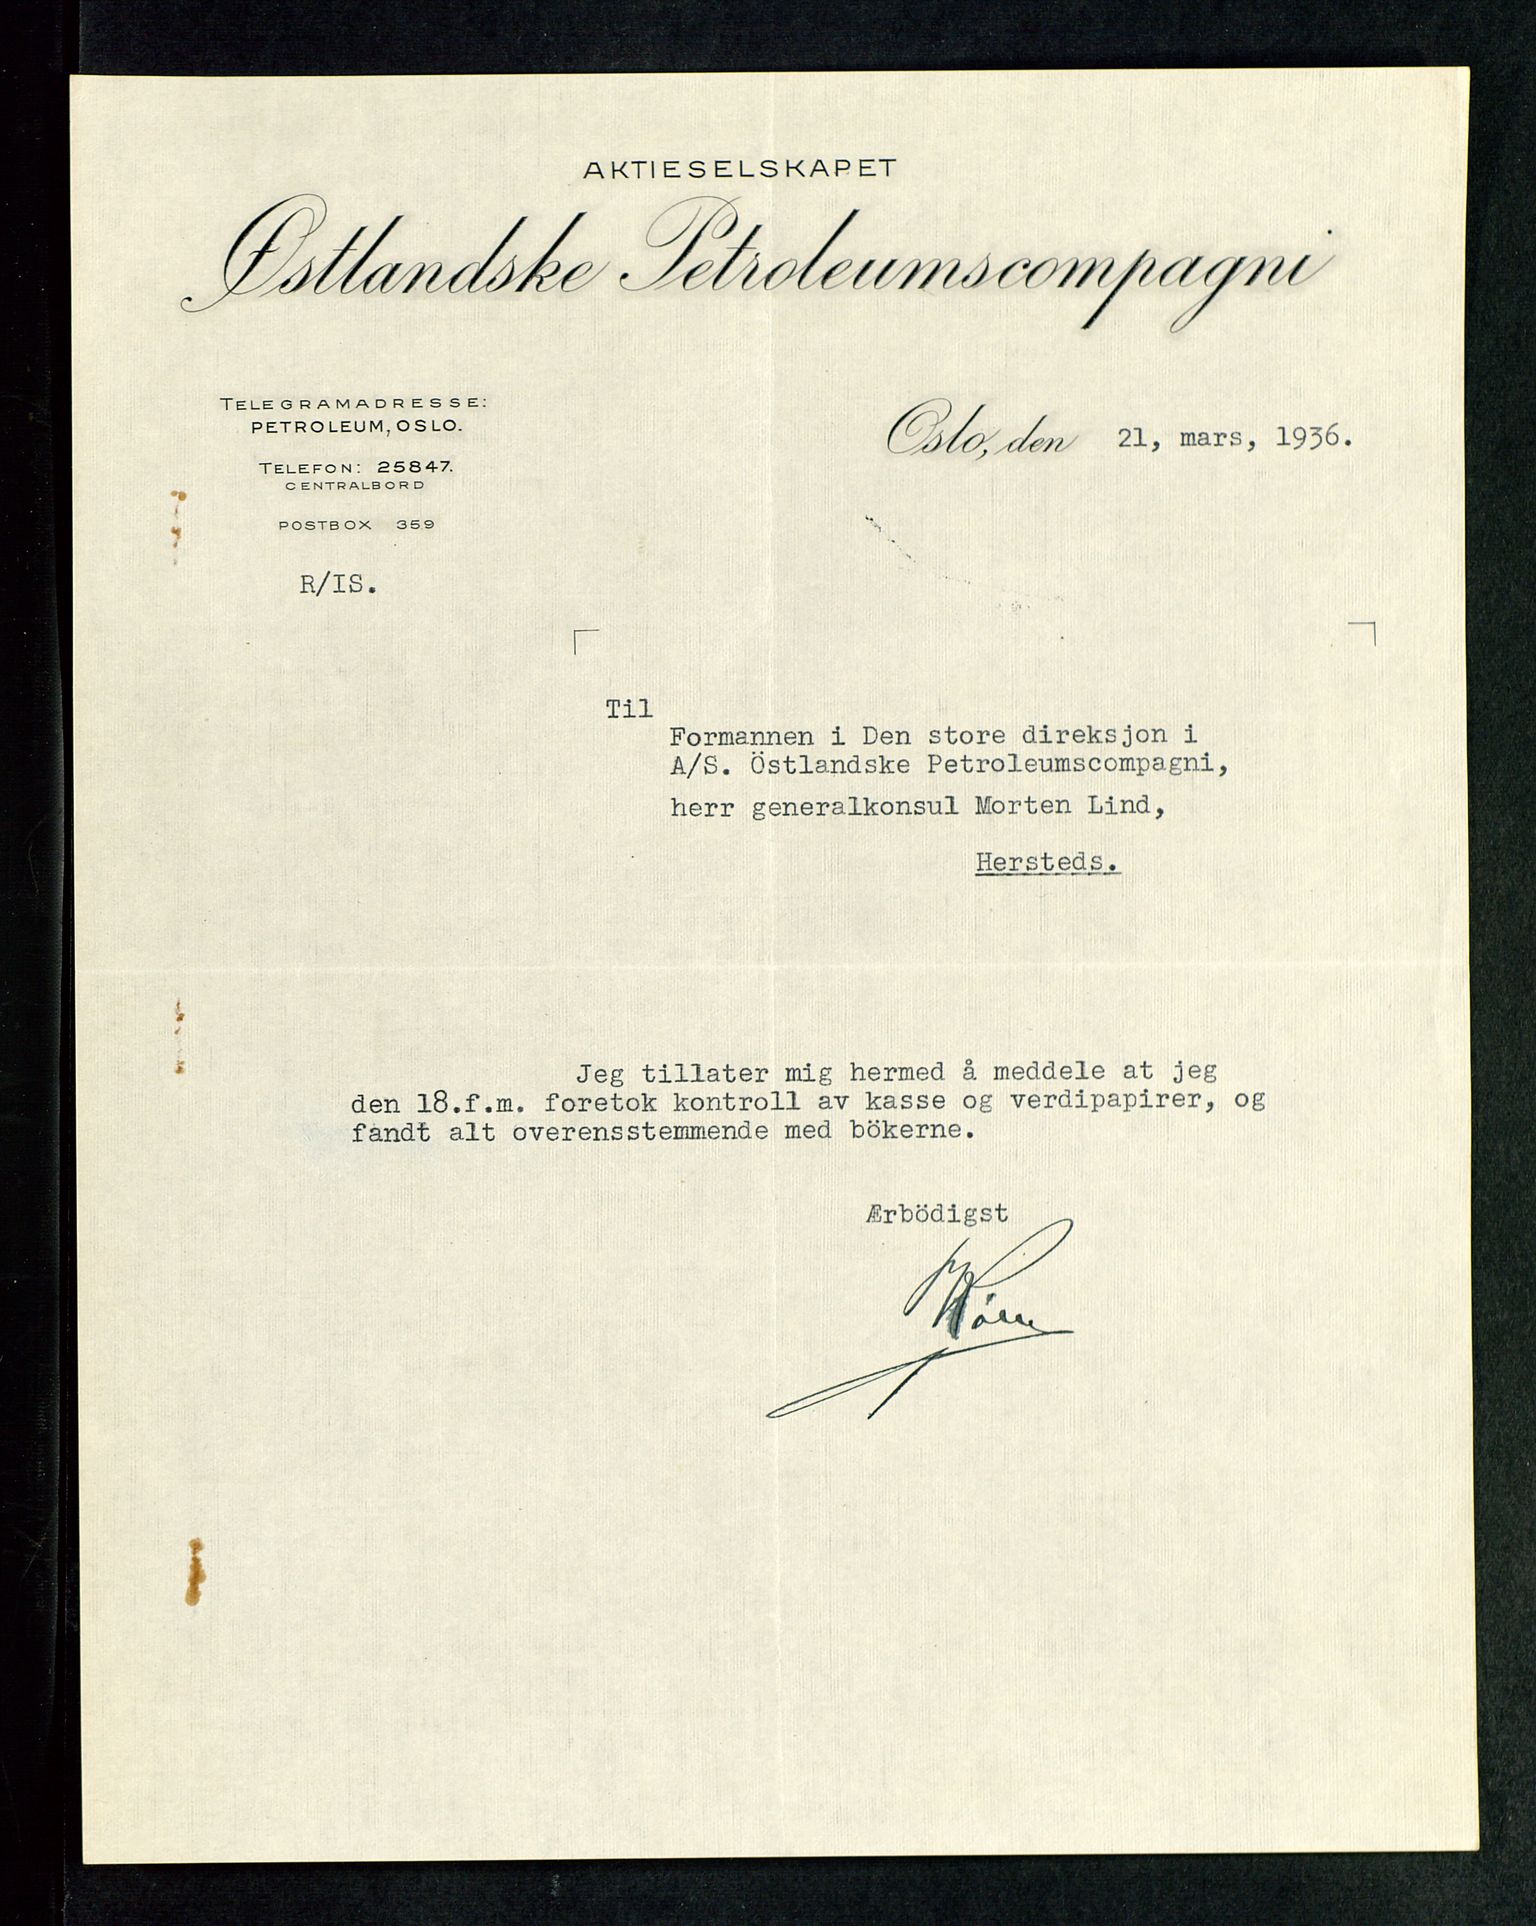 AKTIESELSKAPET
Østlandske Petroleumscompagni
TELEGRAMADRESSE:
PETROLEUM, OSLO.
TELEFON: 25847.
CENTRALBORD
POSTBOX 359
Oslo, den 21, mars, 1936.
R/IS.
Til
Formannen i Den store direksjon i
A/S. Östlandske Petroleumscompagni,
herr generalkonsul Morten Lind,
Hersteds.
Jeg tillater mig hermed å meddele at jeg
den 18.f.m. foretok kontroll av kasse og verdipapirer, og
fandt alt overensstemmende med bökerne.
Ærbödigst